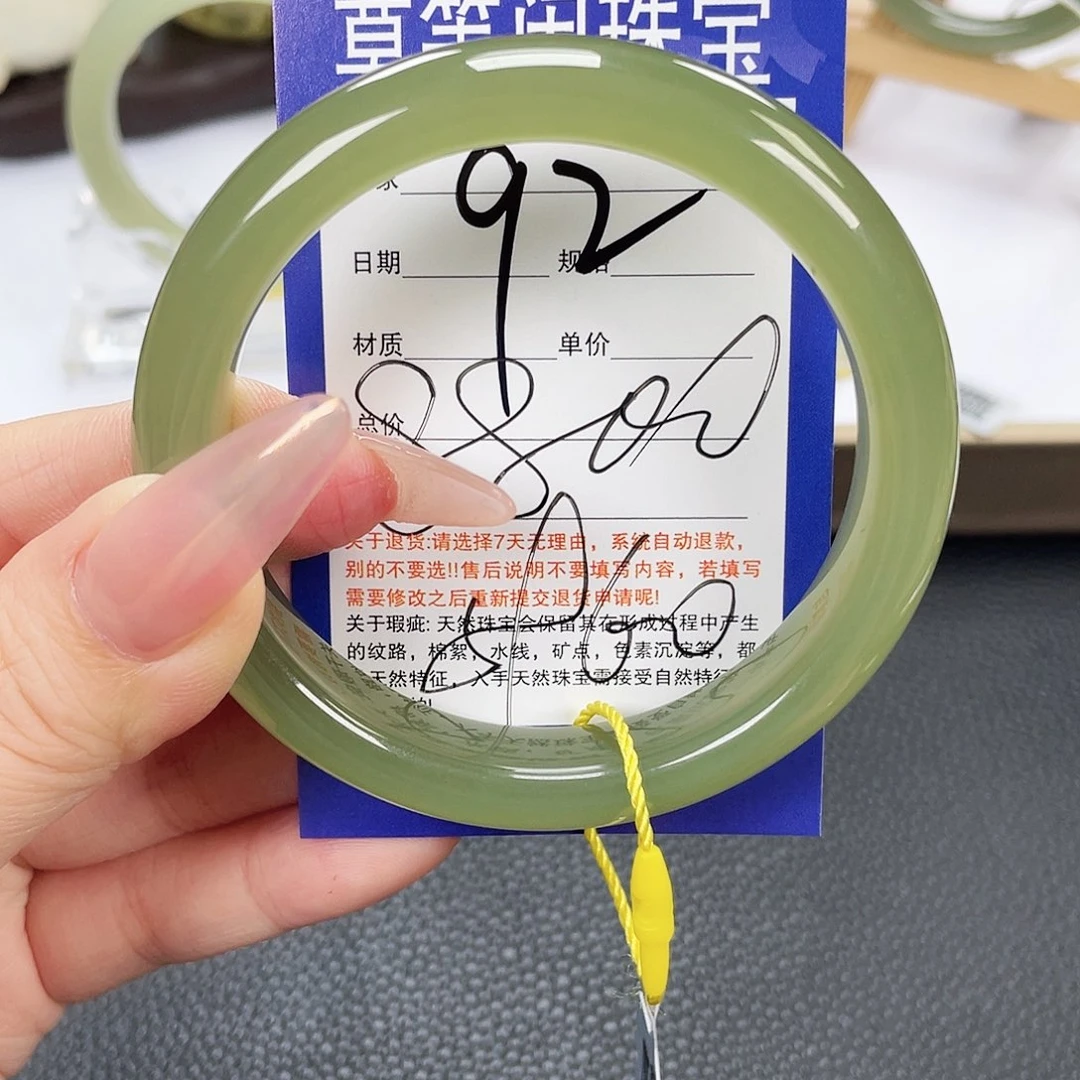 珠宝
92
日期 规格
材质 单价
总价
8800
关于退货:请选择7天无理由,系统自动退款,
别的不要选!!售后说明不要填写内容,若填写
需要修改之后重新提交退货申请呢!
关于瑕疵:天然珠宝会保留其在形成过程中产生
的纹路,棉絮,水线,矿点,色素沉淀等,都
天然特征,入手天然珠宝需接受自然特征